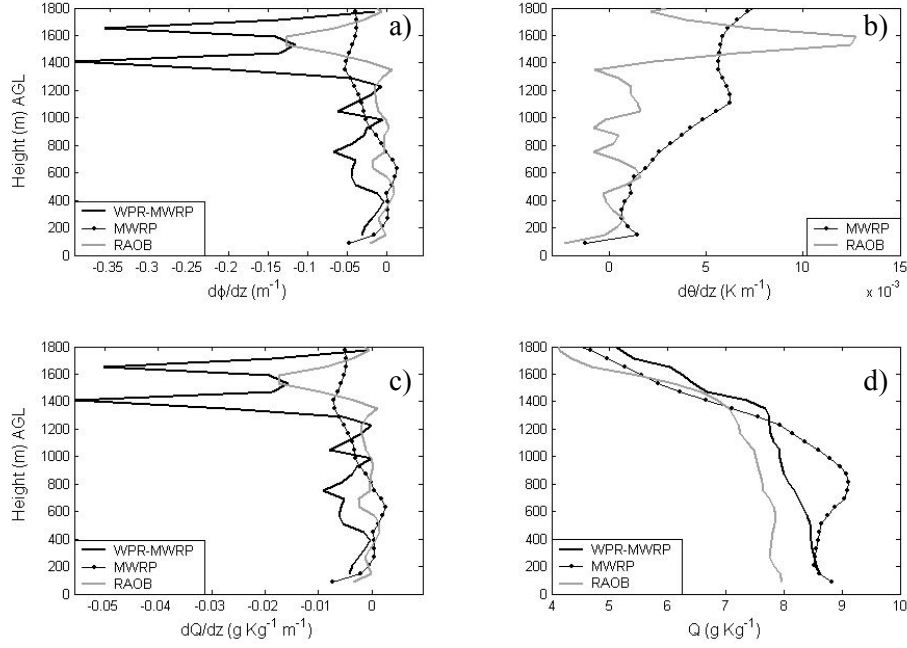 a)
1800
1600
1400
1200
1000
800
600
400
200
0
Height (m) AGL
WPR-MWRP
MWRP
RAOB
-0.35 -0.3 -0.25 -0.2 -0.15 -0.1 -0.05 0
dϕ/dz (m⁻¹)
b)
1800
1600
1400
1200
1000
800
600
400
200
0
MWRP
RAOB
0 5 10 15
x 10⁻³
dθ/dz (K m⁻¹)
c)
1800
1600
1400
1200
1000
800
600
400
200
0
Height (m) AGL
WPR-MWRP
MWRP
RAOB
-0.05 -0.04 -0.03 -0.02 -0.01 0
dQ/dz (g Kg⁻¹ m⁻¹)
d)
1800
1600
1400
1200
1000
800
600
400
200
0
WPR-MWRP
MWRP
RAOB
4 5 6 7 8 9 10
Q (g Kg⁻¹)